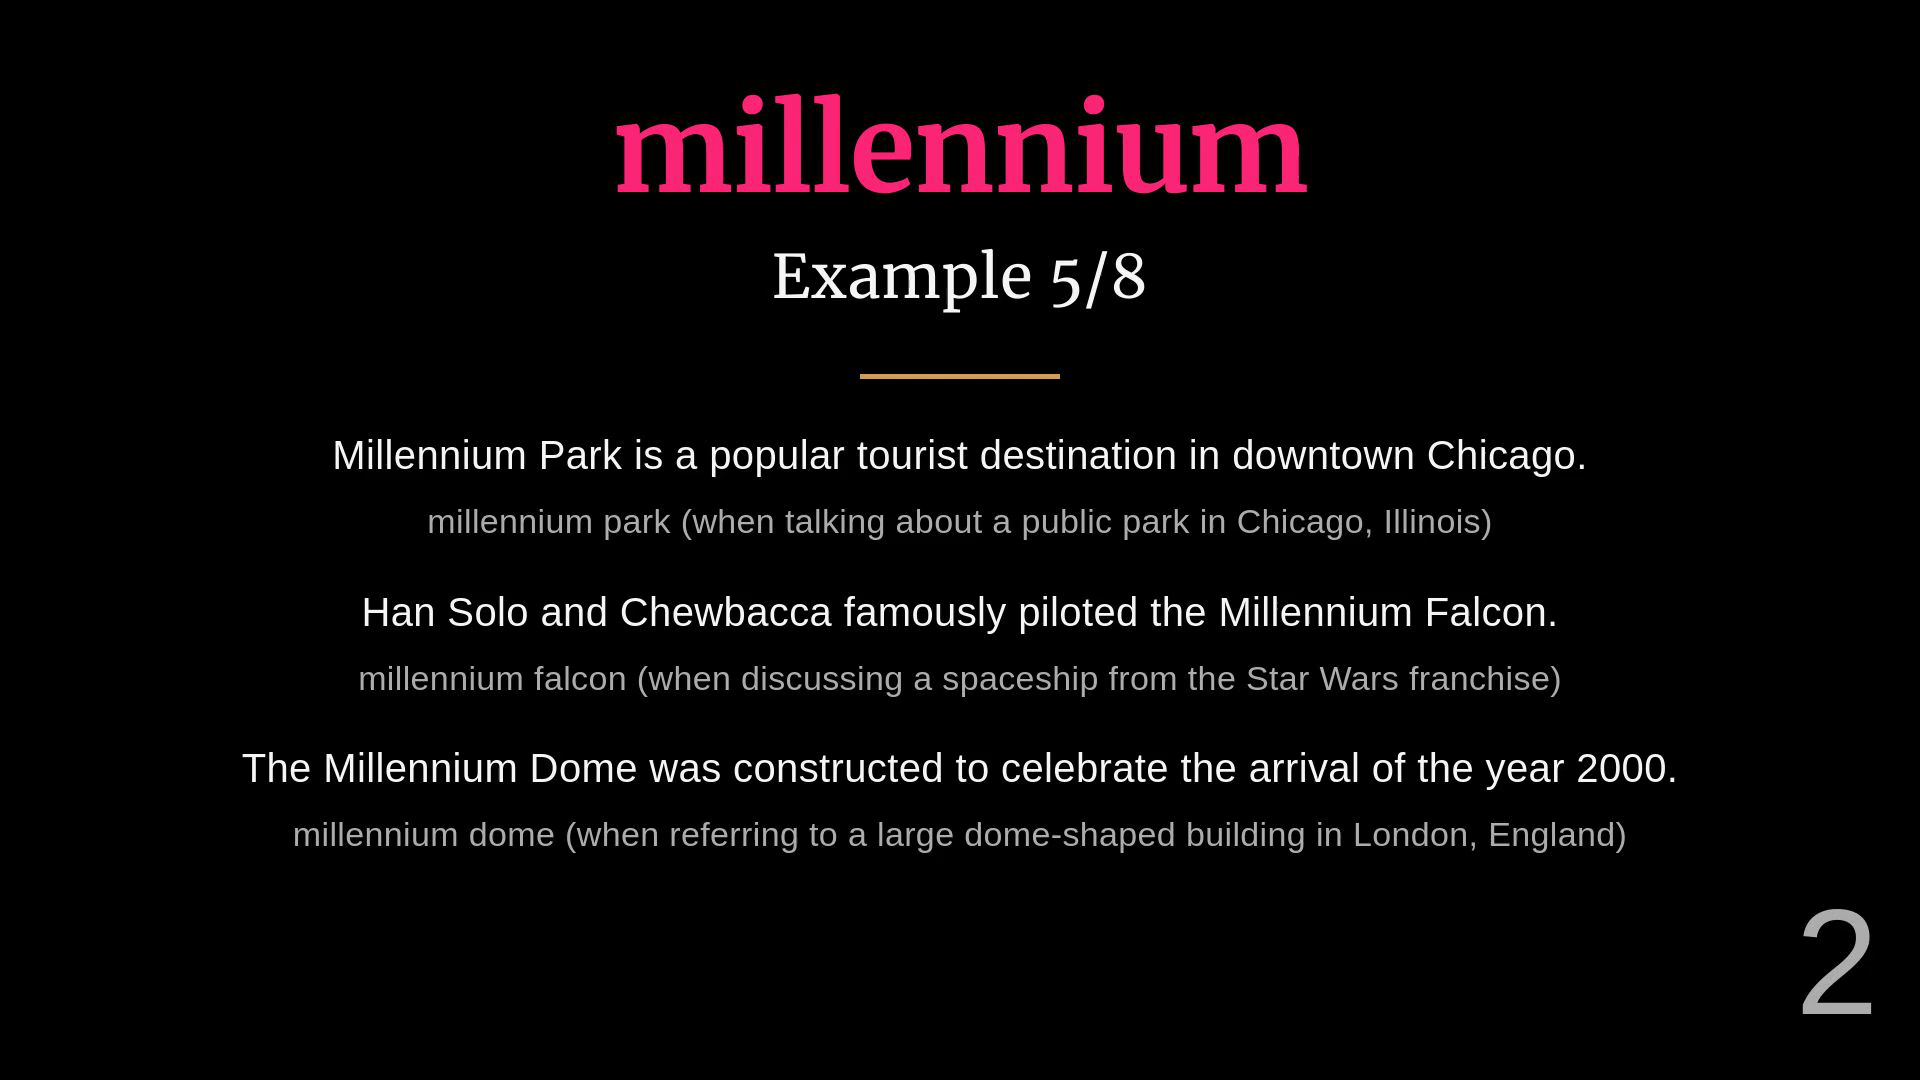 millennium
Example 5/8
Millennium Park is a popular tourist destination in downtown Chicago.
millennium park (when talking about a public park in Chicago, Illinois)
Han Solo and Chewbacca famously piloted the Millennium Falcon.
millennium falcon (when discussing a spaceship from the Star Wars franchise)
The Millennium Dome was constructed to celebrate the arrival of the year 2000.
millennium dome (when referring to a large dome-shaped building in London, England)
2